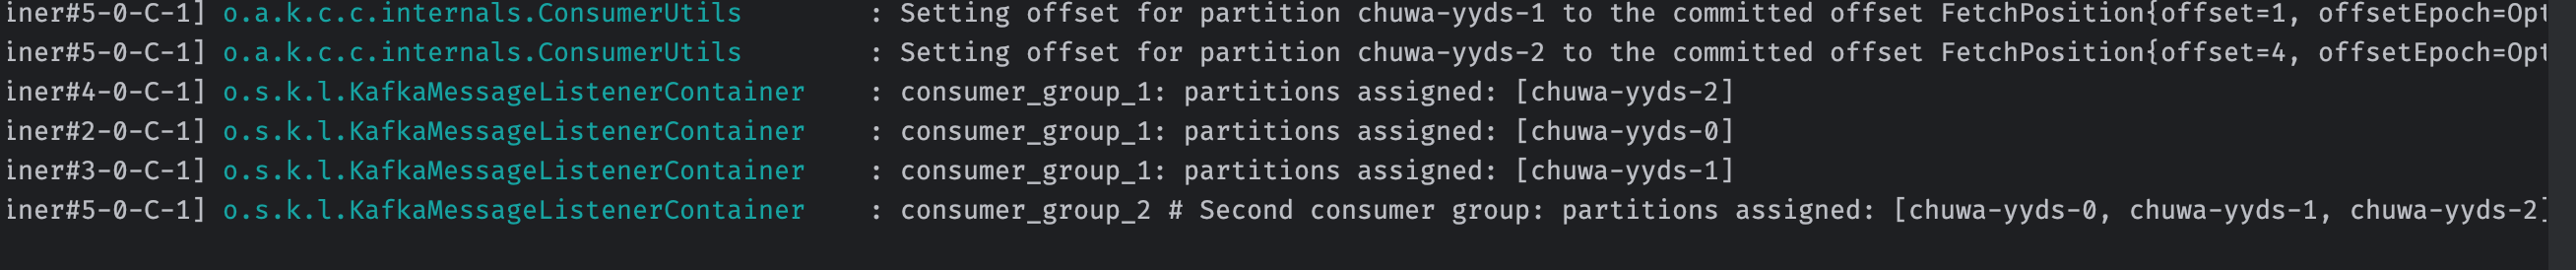 iner#5-0-C-1] o.a.k.c.c.internals.ConsumerUtils : Setting offset for partition chuwa-yyds-1 to the committed offset FetchPosition{offset=1, offsetEpoch=Opt
iner#5-0-C-1] o.a.k.c.c.internals.ConsumerUtils : Setting offset for partition chuwa-yyds-2 to the committed offset FetchPosition{offset=4, offsetEpoch=Opt
iner#4-0-C-1] o.s.k.l.KafkaMessageListenerContainer : consumer_group_1: partitions assigned: [chuwa-yyds-2]
iner#2-0-C-1] o.s.k.l.KafkaMessageListenerContainer : consumer_group_1: partitions assigned: [chuwa-yyds-0]
iner#3-0-C-1] o.s.k.l.KafkaMessageListenerContainer : consumer_group_1: partitions assigned: [chuwa-yyds-1]
iner#5-0-C-1] o.s.k.l.KafkaMessageListenerContainer : consumer_group_2 # Second consumer group: partitions assigned: [chuwa-yyds-0, chuwa-yyds-1, chuwa-yyds-2]